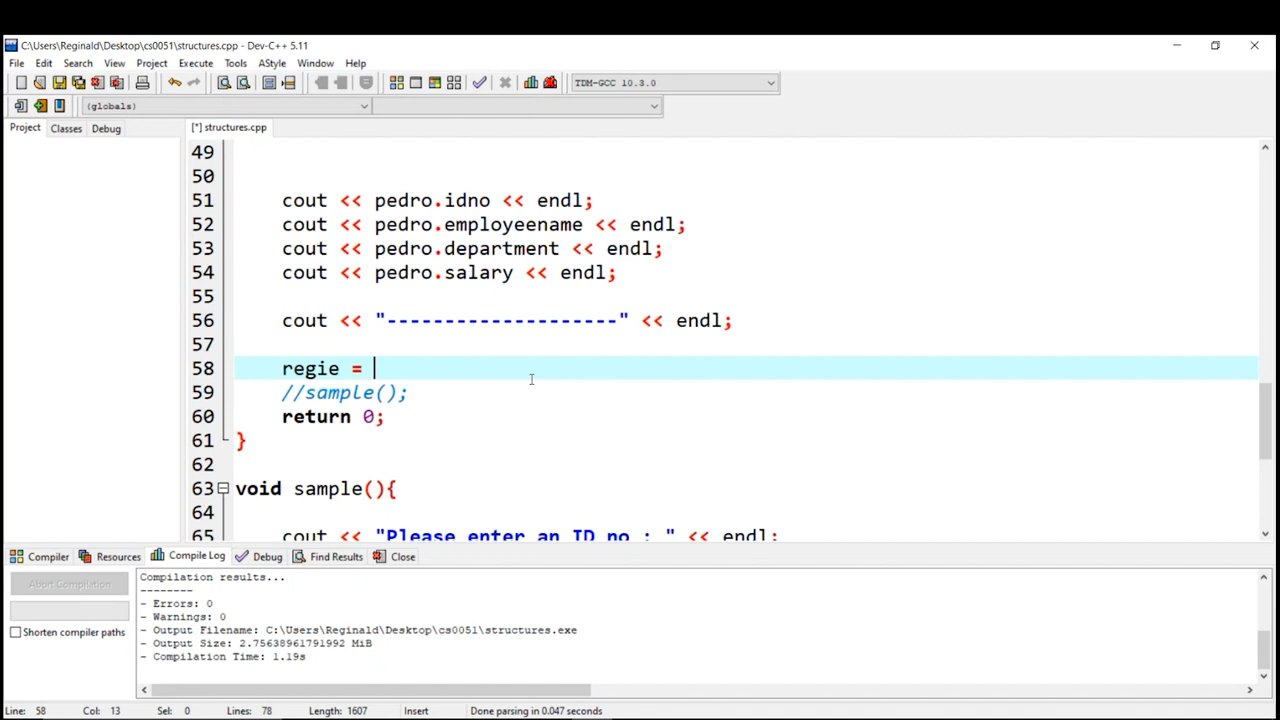 C:\Users\Reginald\Desktop\cs0051\structures.cpp - Dev-C++ 5.11
File Edit Search View Project Execute Tools AStyle Window Help
TDM-GCC 10.3.0
(globals)
Project Classes Debug [*] structures.cpp
49
50
51 cout << pedro.idno << endl;
52 cout << pedro.employeename << endl;
53 cout << pedro.department << endl;
54 cout << pedro.salary << endl;
55
56 cout << "--------------------" << endl;
57
58 regie =
59 //sample();
60 return 0;
61 }
62
63 void sample(){
64
65 cout << "Please enter an ID no : " << endl;
Compiler Resources Compile Log Debug Find Results Close
Abort Compilation
Shorten compiler paths
Compilation results...
--------
- Errors: 0
- Warnings: 0
- Output Filename: C:\Users\Reginald\Desktop\cs0051\structures.exe
- Output Size: 2.75638961791992 MiB
- Compilation Time: 1.19s
Line: 58 Col: 13 Sel: 0 Lines: 78 Length: 1607 Insert Done parsing in 0.047 seconds